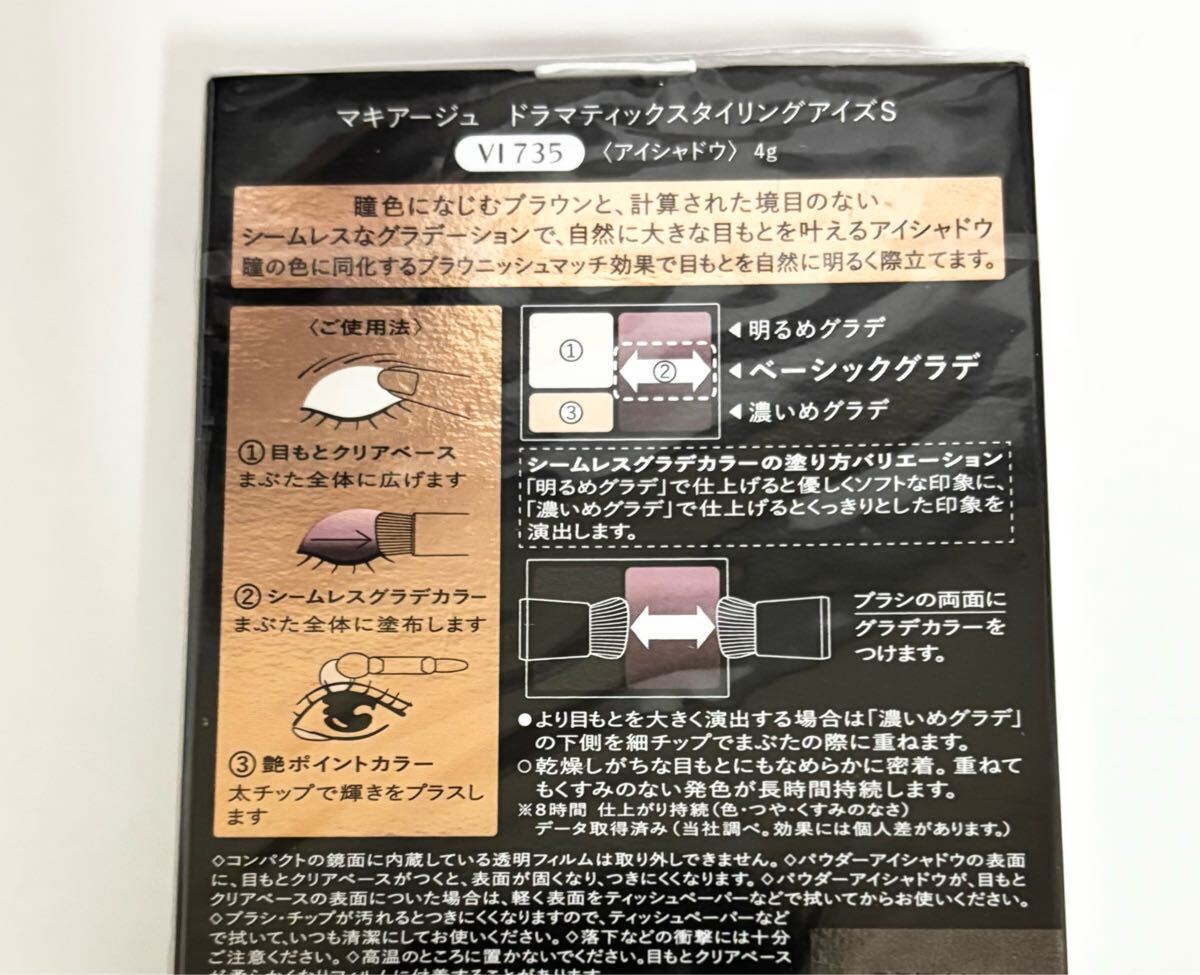 マキアージュ ドラマティックスタイリングアイズS
VI 735 〈アイシャドウ〉 4g
瞳色になじむブラウンと、計算された境目のない
シームレスなグラデーションで、自然に大きな目もとを叶えるアイシャドウ
瞳の色に同化するブラウニッシュマッチ効果で目もとを自然に明るく際立てます。
〈ご使用法〉
①目もとクリアベース
まぶた全体に広げます
②シームレスグラデカラー
まぶた全体に塗布します
③艶ポイントカラー
太チップで輝きをプラスし
ます
①
②
③
◀明るめグラデ
◀ベーシックグラデ
◀濃いめグラデ
シームレスグラデカラーの塗り方バリエーション
「明るめグラデ」で仕上げると優しくソフトな印象に、
「濃いめグラデ」で仕上げるとくっきりとした印象を
演出します。
ブラシの両面に
グラデカラーを
つけます。
●より目もとを大きく演出する場合は「濃いめグラデ」
の下側を細チップでまぶたの際に重ねます。
○乾燥しがちな目もとにもなめらかに密着。重ねて
もくすみのない発色が長時間持続します。
※8時間 仕上がり持続（色・つや・くすみのなさ）
データ取得済み（当社調べ。効果には個人差があります。）
◇コンパクトの鏡面に内蔵している透明フィルムは取り外しできません。◇パウダーアイシャドウの表面
に、目もとクリアベースがつくと、表面が固くなり、つきにくくなります。◇パウダーアイシャドウが、目もと
クリアベースの表面についた場合は、軽く表面をティッシュペーパーなどで拭いてからお使いください。
◇ブラシ・チップが汚れるとつきにくくなりますので、ティッシュペーパーなど
で拭いて、いつも清潔にしてお使いください。◇落下などの衝撃には十分
ご注意ください。◇高温のところに置かないでください。目もとクリアベース
が柔らかくなりフィルムに付着することがあります。